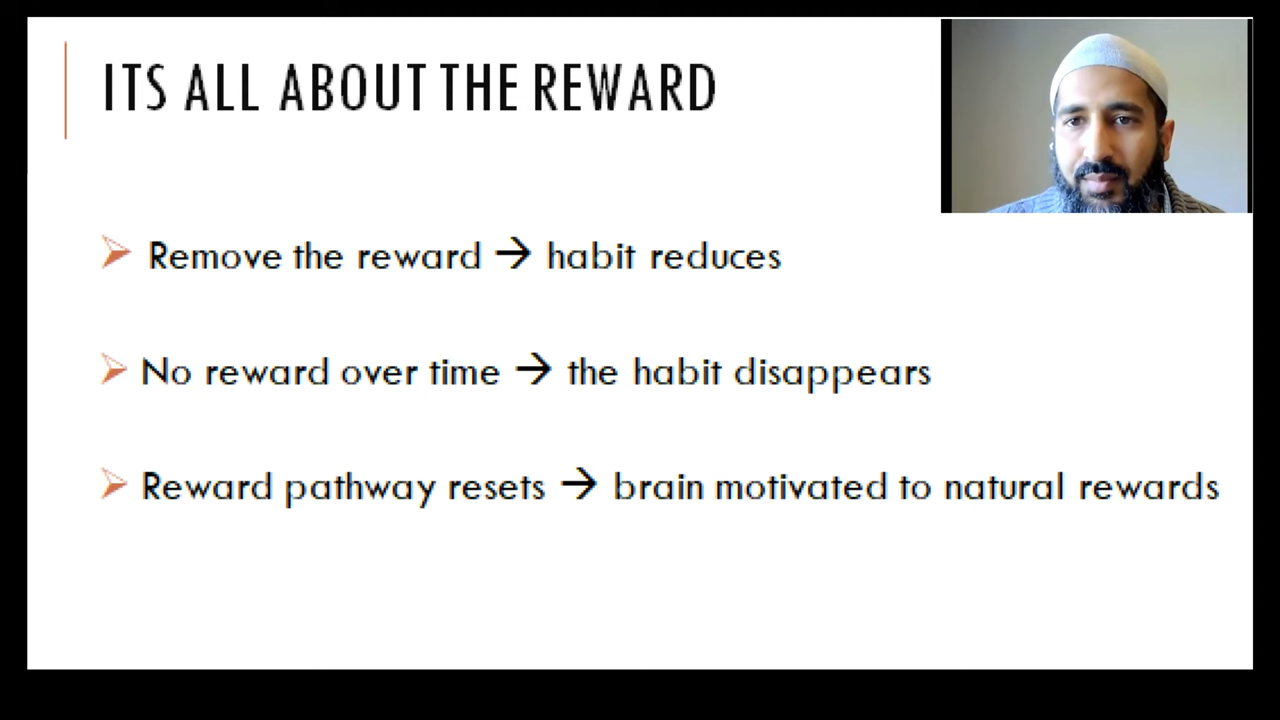 ITS ALL ABOUT THE REWARD
Remove the reward → habit reduces
No reward over time → the habit disappears
Reward pathway resets → brain motivated to natural rewards